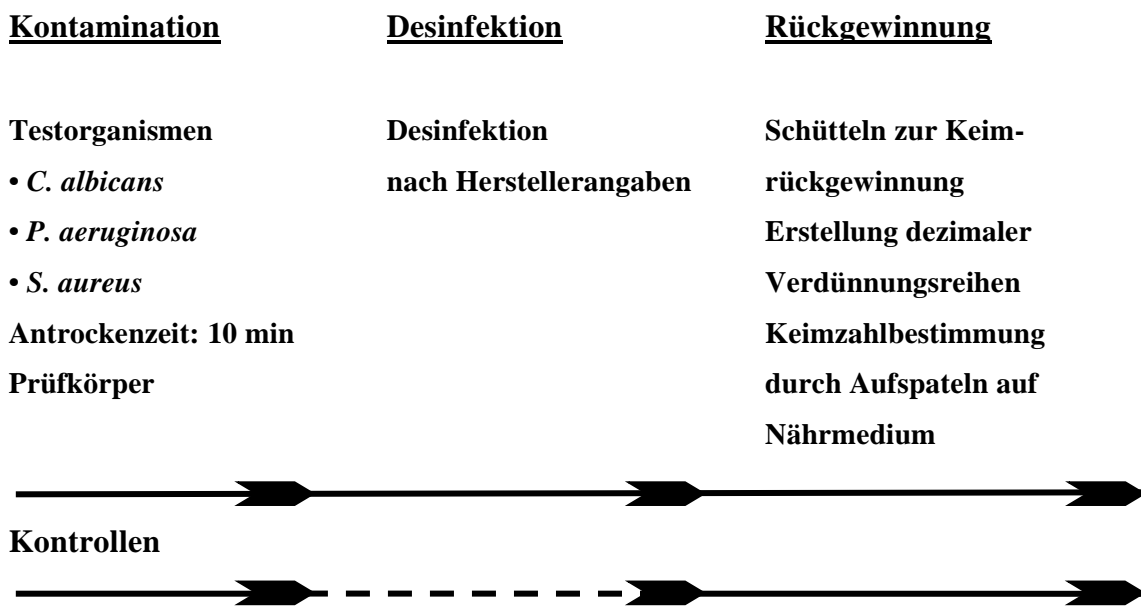 Kontamination
Testorganismen
• C. albicans
• P. aeruginosa
• S. aureus
Antrockenzeit: 10 min
Prüfkörper
Desinfektion
Desinfektion
nach Herstellerangaben
Rückgewinnung
Schütteln zur Keim-
rückgewinnung
Erstellung dezimaler
Verdünnungsreihen
Keimzahlbestimmung
durch Aufspateln auf
Nährmedium
Kontrollen